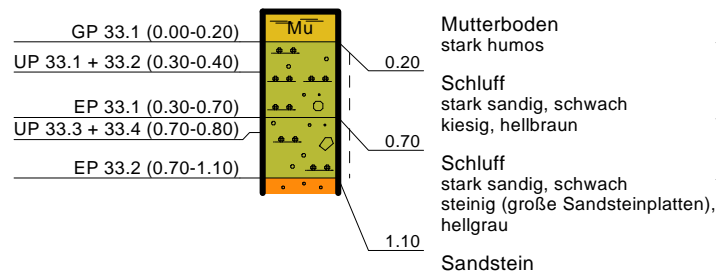 GP 33.1 (0.00-0.20)
UP 33.1 + 33.2 (0.30-0.40)
EP 33.1 (0.30-0.70)
UP 33.3 + 33.4 (0.70-0.80)
EP 33.2 (0.70-1.10)
Mu
0.20
0.70
1.10
Mutterboden
stark humos
Schluff
stark sandig, schwach
kiesig, hellbraun
Schluff
stark sandig, schwach
steinig (große Sandsteinplatten),
hellgrau
Sandstein